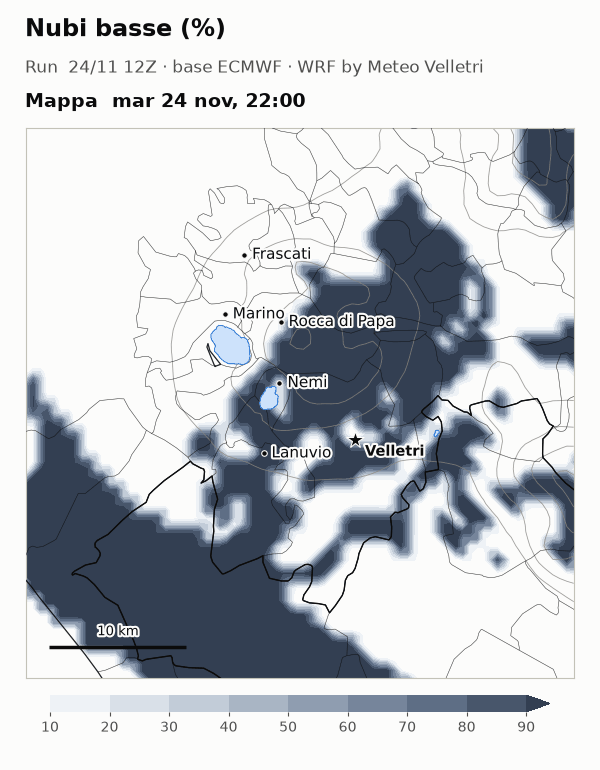 Nubi basse (%)
Run  24/11 12Z · base ECMWF · WRF by Meteo Velletri
Mappa  mar 24 nov, 22:00
Frascati
Marino
Rocca di Papa
Nemi
Velletri
Lanuvio
10 km
10 20 30 40 50 60 70 80 90